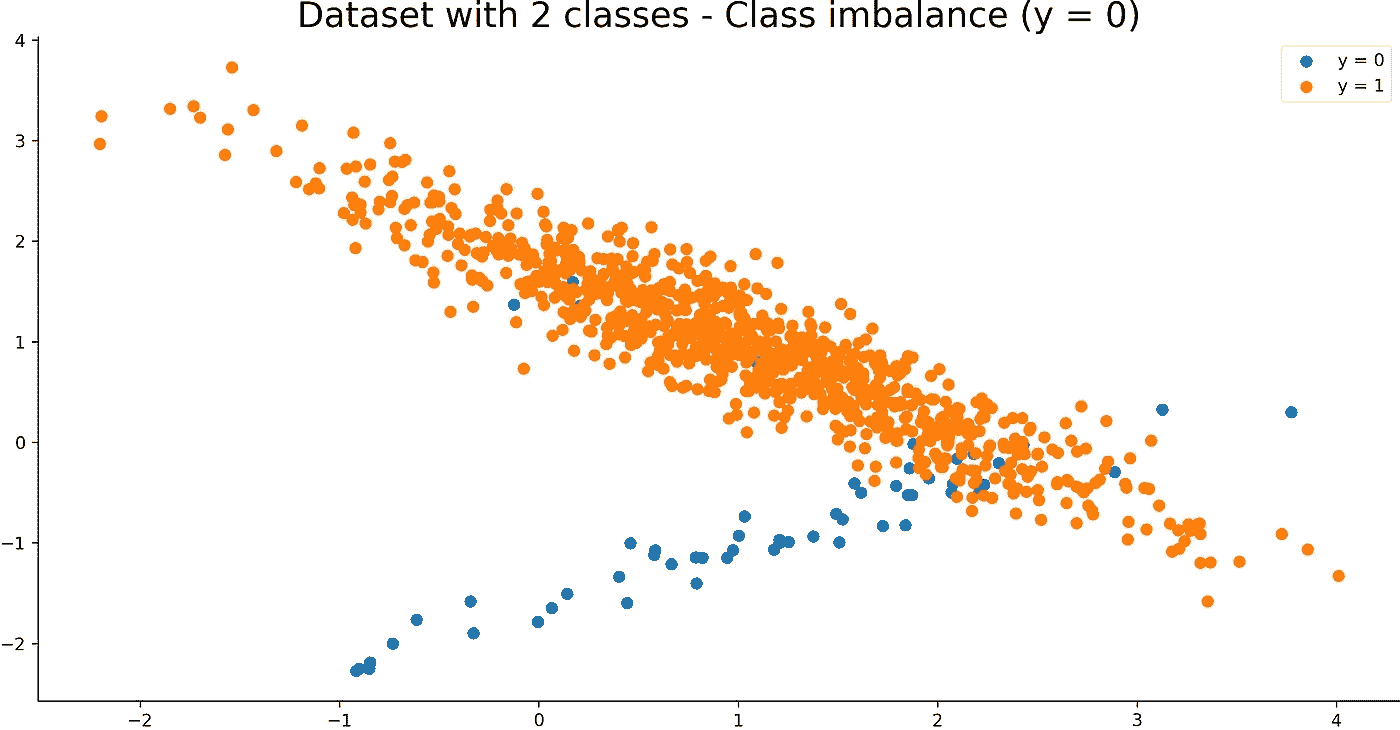 Dataset with 2 classes - Class imbalance (y = 0)
y = 0
y = 1
4
3
2
1
0
−1
−2
−2 −1 0 1 2 3 4